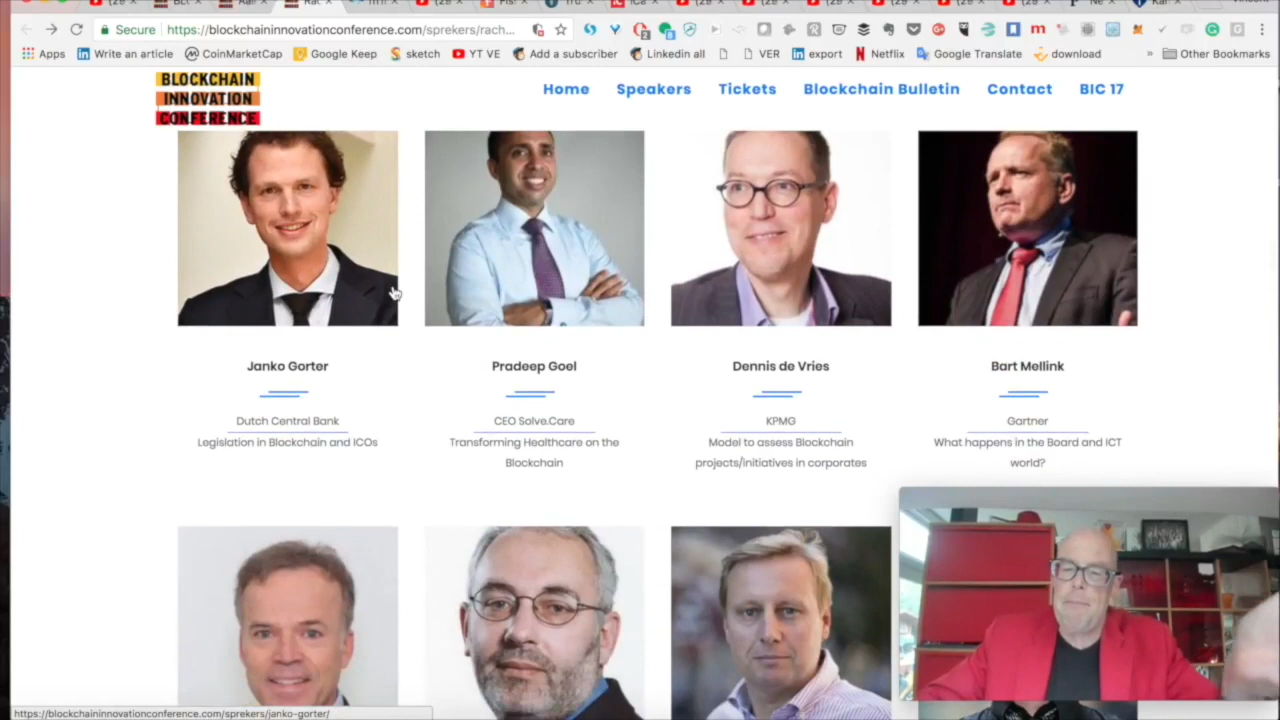 Secure
https://blockchaininnovationconference.com/sprekers/rach...
Apps
Write an article
CoinMarketCap
Google Keep
sketch
YT VE
Add a subscriber
Linkedin all
VER
export
Netflix
Google Translate
download
»
Other Bookmarks
BLOCKCHAIN
INNOVATION
CONFERENCE
Home
Speakers
Tickets
Blockchain Bulletin
Contact
BIC 17
Janko Gorter
Dutch Central Bank
Legislation in Blockchain and ICOs
Pradeep Goel
CEO Solve.Care
Transforming Healthcare on the
Blockchain
Dennis de Vries
KPMG
Model to assess Blockchain
projects/initiatives in corporates
Bart Mellink
Gartner
What happens in the Board and ICT
world?
https://blockchaininnovationconference.com/sprekers/janko-gorter/